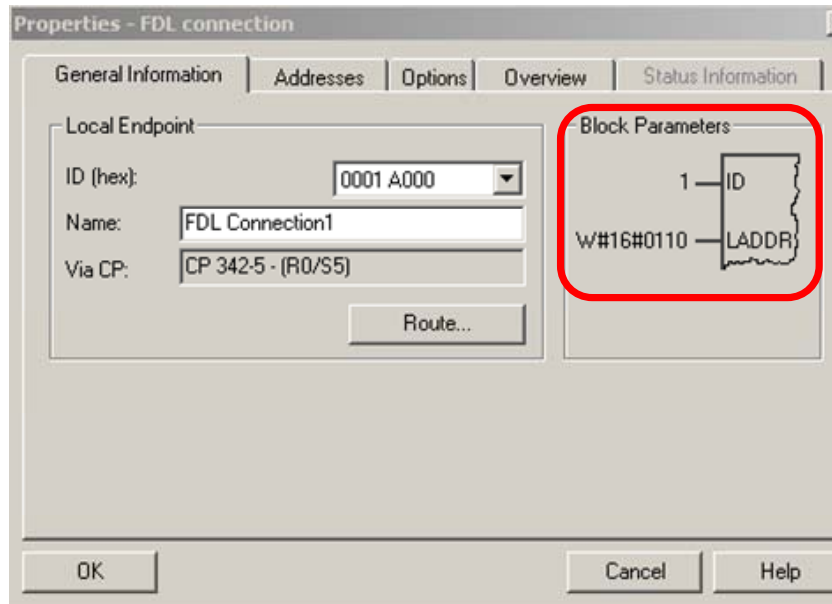 Properties - FDL connection
General Information
Addresses
Options
Overview
Status Information
Local Endpoint
ID (hex):
0001 A000
Name:
FDL Connection1
Via CP:
CP 342-5 - (R0/S5)
Route...
Block Parameters
1
ID
W#16#0110
LADDR
OK
Cancel
Help